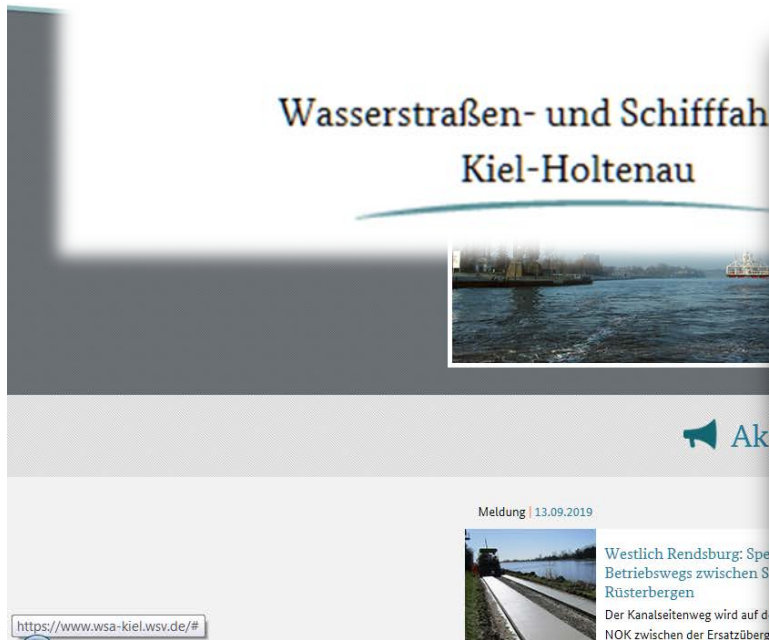 Wasserstraßen- und Schifffah
Kiel-Holtenau
Ak
Meldung | 13.09.2019
Westlich Rendsburg: Spe
Betriebswegs zwischen S
Rüsterbergen
Der Kanalseitenweg wird auf d
NOK zwischen der Ersatzüberg
https://www.wsa-kiel.wsv.de/#